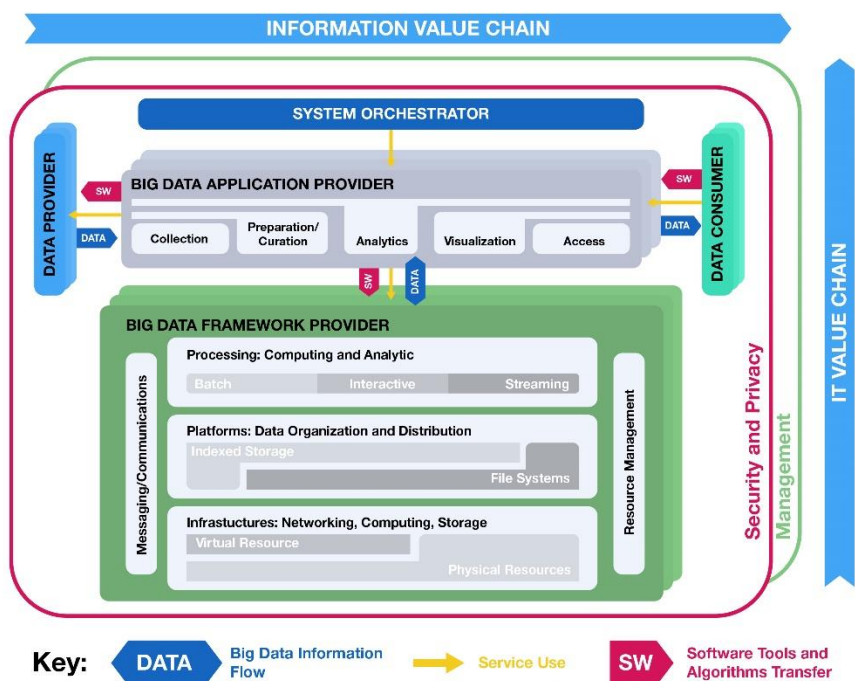 INFORMATION VALUE CHAIN
SYSTEM ORCHESTRATOR
DATA PROVIDER
SW
DATA
BIG DATA APPLICATION PROVIDER
Collection
Preparation/
Curation
Analytics
Visualization
Access
SW
DATA
DATA CONSUMER
SW
DATA
BIG DATA FRAMEWORK PROVIDER
Messaging/Communications
Processing: Computing and Analytic
Batch
Interactive
Streaming
Platforms: Data Organization and Distribution
Indexed Storage
File Systems
Infrastuctures: Networking, Computing, Storage
Virtual Resource
Physical Resources
Resource Management
Security and Privacy
Management
IT VALUE CHAIN
Key:
DATA
Big Data Information
Flow
Service Use
SW
Software Tools and
Algorithms Transfer